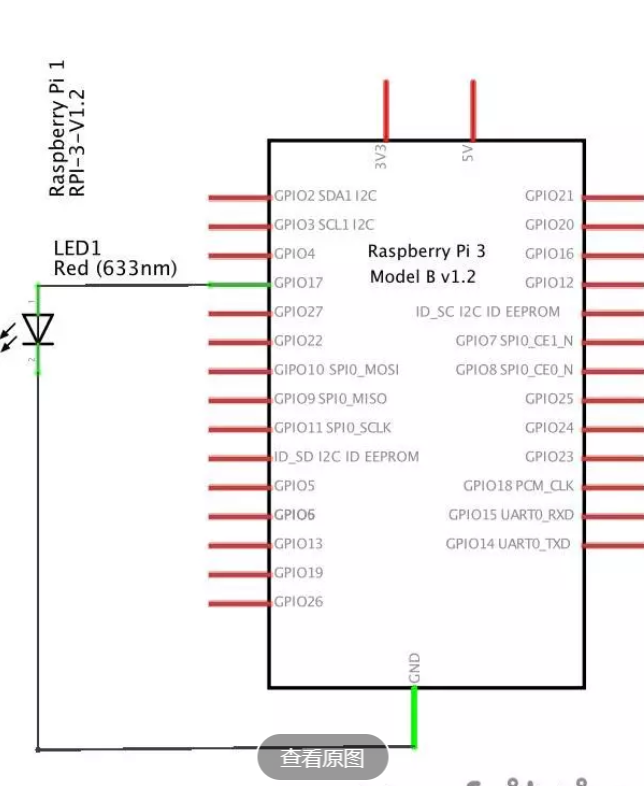 Raspberry Pi 1
RPI-3-V1.2
LED1
Red (633nm)
1
2
3V3
5V
Raspberry Pi 3
Model B v1.2
GPIO2 SDA1 I2C
GPIO3 SCL1 I2C
GPIO4
GPIO17
GPIO27
GPIO22
GIPO10 SPI0_MOSI
GPIO9 SPI0_MISO
GPIO11 SPI0_SCLK
ID_SD I2C ID EEPROM
GPIO5
GPIO6
GPIO13
GPIO19
GPIO26
GPIO21
GPIO20
GPIO16
GPIO12
ID_SC I2C ID EEPROM
GPIO7 SPI0_CE1_N
GPIO8 SPI0_CE0_N
GPIO25
GPIO24
GPIO23
GPIO18 PCM_CLK
GPIO15 UART0_RXD
GPIO14 UART0_TXD
GND
查看原图